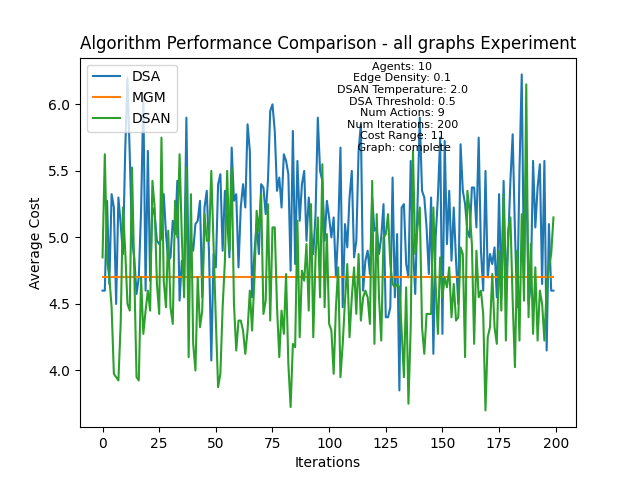 Algorithm Performance Comparison - all graphs Experiment
DSA
MGM
DSAN
Agents: 10
Edge Density: 0.1
DSAN Temperature: 2.0
DSA Threshold: 0.5
Num Actions: 9
Num Iterations: 200
Cost Range: 11
Graph: complete
Average Cost
6.0
5.5
5.0
4.5
4.0
0 25 50 75 100 125 150 175 200
Iterations